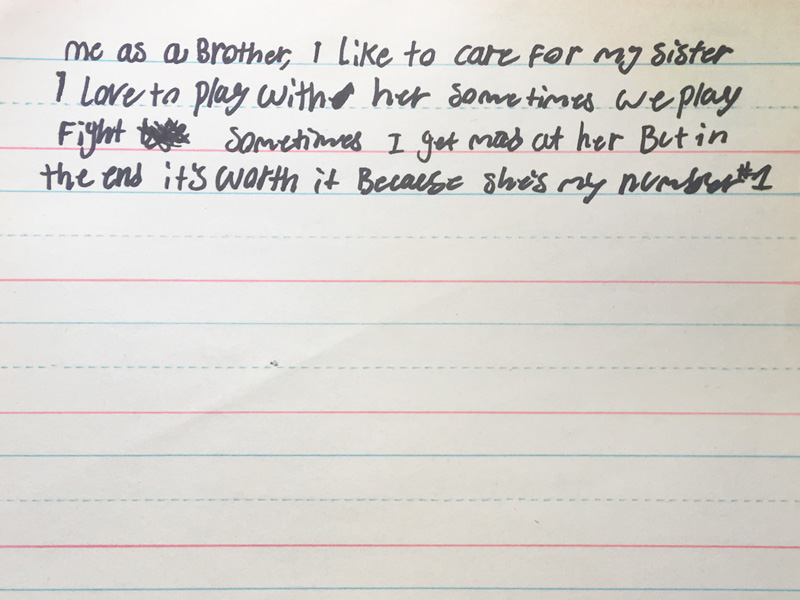 me as a Brother, I like to care for my sister
I Love to play with her sometimes we play
Fight sometimes I get mad at her But in
the end it's worth it Because she's my number #1